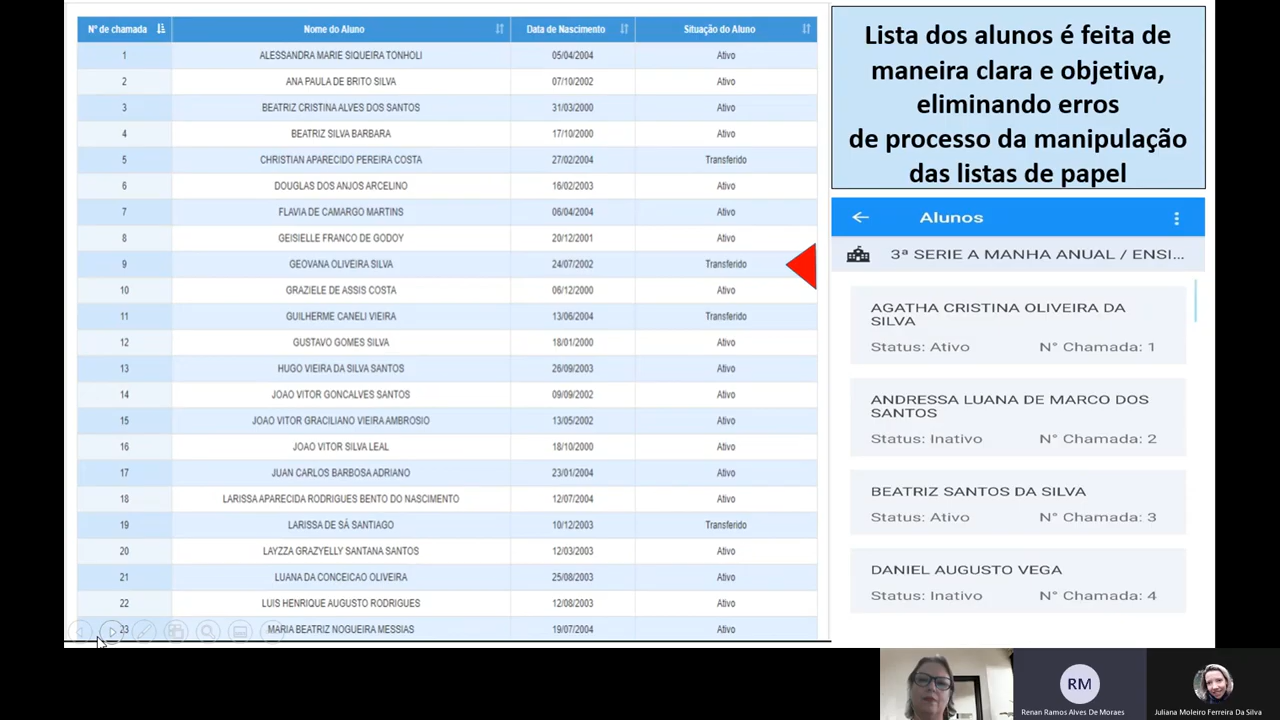 Nº de chamada Nome do Aluno Data de Nascimento Situação do Aluno
1 ALESSANDRA MARIE SIQUEIRA TONHOLI 05/04/2004 Ativo
2 ANA PAULA DE BRITO SILVA 07/10/2002 Ativo
3 BEATRIZ CRISTINA ALVES DOS SANTOS 31/03/2000 Ativo
4 BEATRIZ SILVA BARBARA 17/10/2000 Ativo
5 CHRISTIAN APARECIDO PEREIRA COSTA 27/02/2004 Transferido
6 DOUGLAS DOS ANJOS ARCELINO 16/02/2003 Ativo
7 FLAVIA DE CAMARGO MARTINS 06/04/2004 Ativo
8 GEISIELLE FRANCO DE GODOY 20/12/2001 Ativo
9 GEOVANA OLIVEIRA SILVA 24/07/2002 Transferido
10 GRAZIELE DE ASSIS COSTA 06/12/2000 Ativo
11 GUILHERME CANELI VIEIRA 13/06/2004 Transferido
12 GUSTAVO GOMES SILVA 18/01/2000 Ativo
13 HUGO VIEIRA DA SILVA SANTOS 26/09/2003 Ativo
14 JOAO VITOR GONCALVES SANTOS 09/09/2002 Ativo
15 JOAO VITOR GRACILIANO VIEIRA AMBROSIO 13/05/2002 Ativo
16 JOAO VITOR SILVA LEAL 18/10/2000 Ativo
17 JUAN CARLOS BARBOSA ADRIANO 23/01/2004 Ativo
18 LARISSA APARECIDA RODRIGUES BENTO DO NASCIMENTO 12/07/2004 Ativo
19 LARISSA DE SÁ SANTIAGO 10/12/2003 Transferido
20 LAYZZA GRAZYELLY SANTANA SANTOS 12/03/2003 Ativo
21 LUANA DA CONCEICAO OLIVEIRA 25/08/2003 Ativo
22 LUIS HENRIQUE AUGUSTO RODRIGUES 12/08/2003 Ativo
23 MARIA BEATRIZ NOGUEIRA MESSIAS 19/07/2004 Ativo
Lista dos alunos é feita de
maneira clara e objetiva,
eliminando erros
de processo da manipulação
das listas de papel
Alunos
3ª SERIE A MANHA ANUAL / ENSI...
AGATHA CRISTINA OLIVEIRA DA
SILVA
Status: Ativo N° Chamada: 1
ANDRESSA LUANA DE MARCO DOS
SANTOS
Status: Inativo N° Chamada: 2
BEATRIZ SANTOS DA SILVA
Status: Ativo N° Chamada: 3
DANIEL AUGUSTO VEGA
Status: Inativo N° Chamada: 4
RM
Renan Ramos Alves De Moraes
Juliana Moleiro Ferreira Da Silva